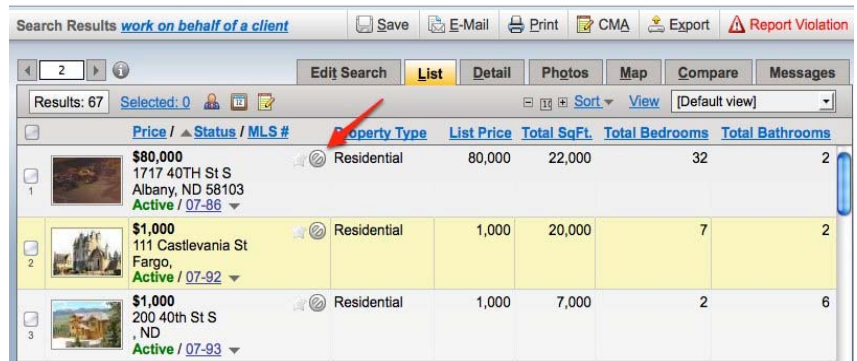 Search Results work on behalf of a client Save E-Mail Print CMA Export Report Violation
2 Edit Search List Detail Photos Map Compare Messages
Results: 67 Selected: 0 Sort View [Default view]
Price / Status / MLS # Property Type List Price Total SqFt. Total Bedrooms Total Bathrooms
$80,000 Residential 80,000 22,000 32 2
1717 40TH St S
1 Albany, ND 58103
Active / 07-86
$1,000 Residential 1,000 20,000 7 2
111 Castlevania St
2 Fargo,
Active / 07-92
$1,000 Residential 1,000 7,000 2 6
200 40th St S
3 , ND
Active / 07-93